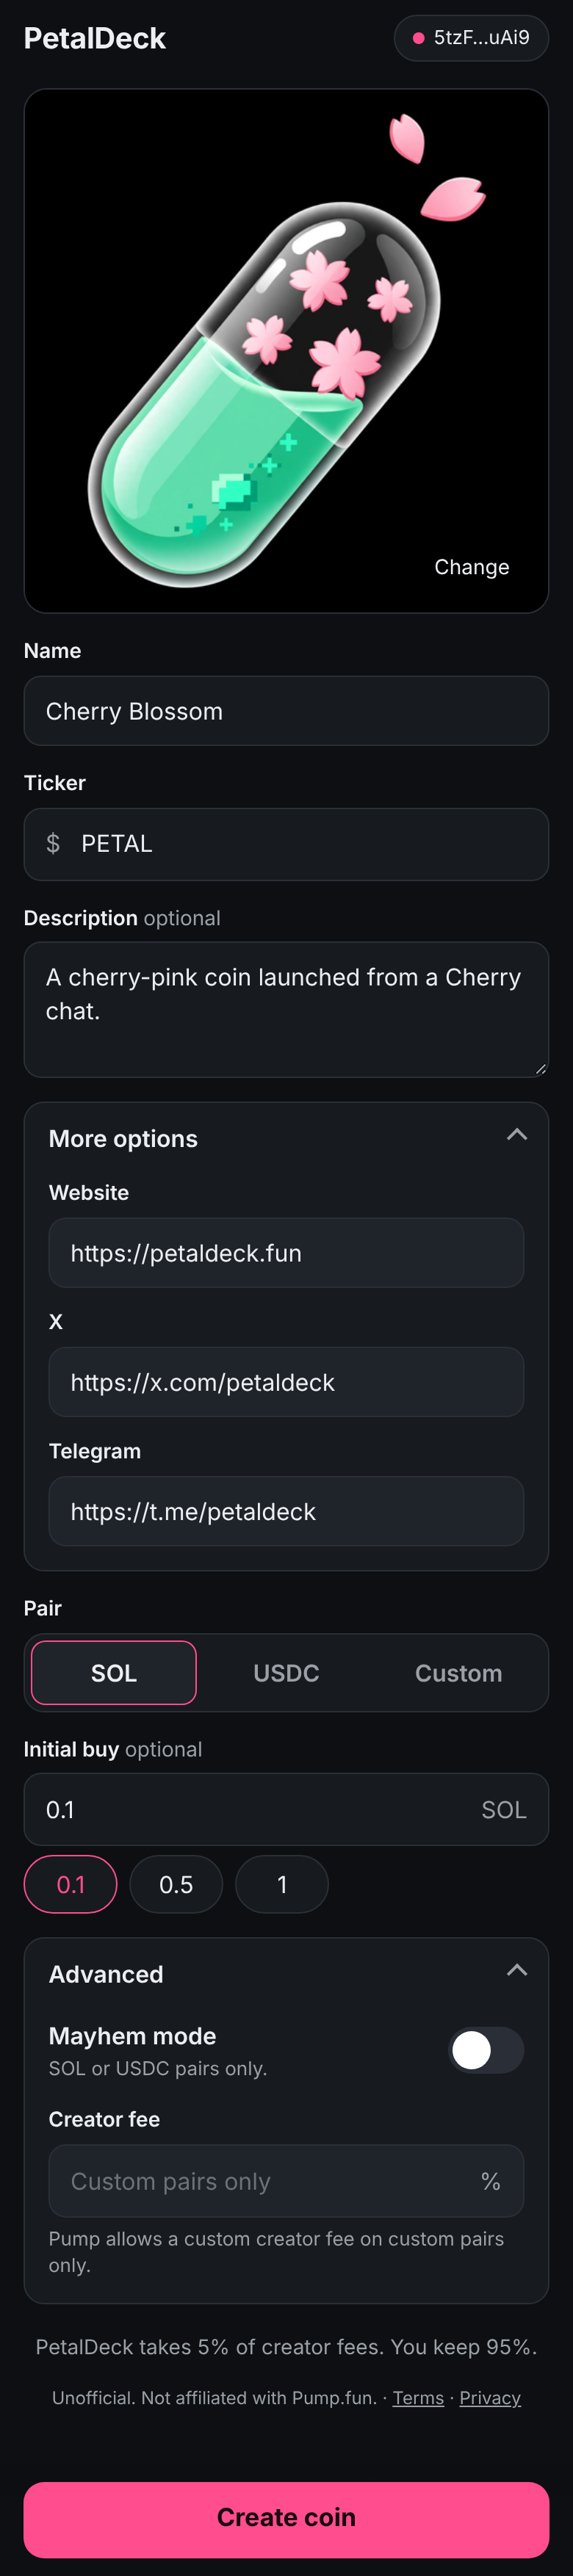 PetalDeck
5tzF...uAi9
Change
Name
Cherry Blossom
Ticker
$ PETAL
Description optional
A cherry-pink coin launched from a Cherry
chat.
More options
Website
https://petaldeck.fun
X
https://x.com/petaldeck
Telegram
https://t.me/petaldeck
Pair
SOL USDC Custom
Initial buy optional
0.1 SOL
0.1 0.5 1
Advanced
Mayhem mode
SOL or USDC pairs only.
Creator fee
Custom pairs only %
Pump allows a custom creator fee on custom pairs
only.
PetalDeck takes 5% of creator fees. You keep 95%.
Unofficial. Not affiliated with Pump.fun. · Terms · Privacy
Create coin